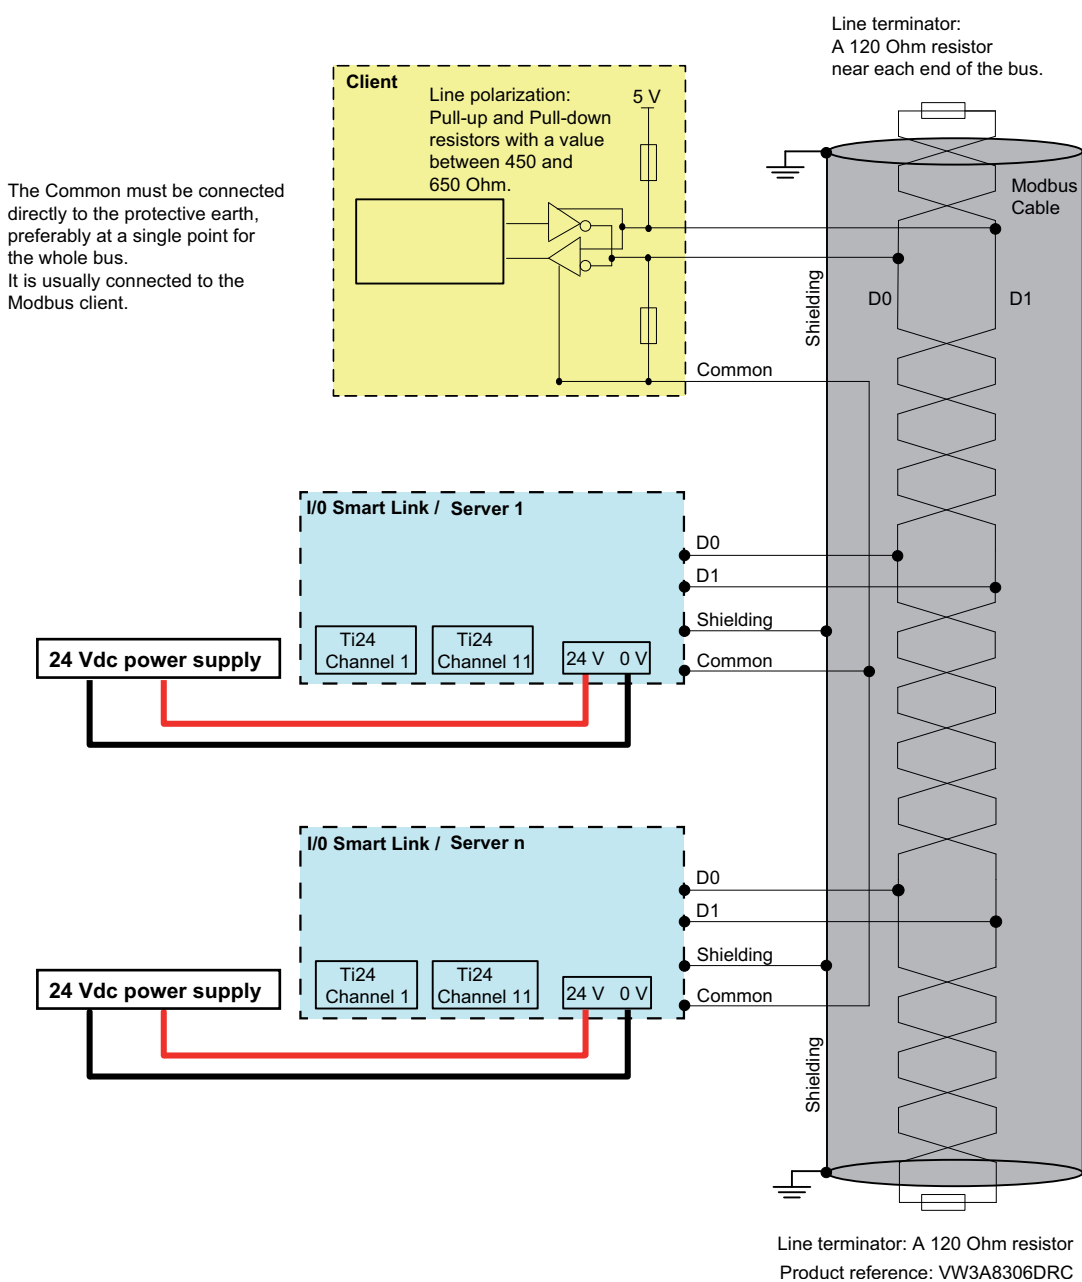 Line terminator:
A 120 Ohm resistor
near each end of the bus.
Client
Line polarization:
Pull-up and Pull-down
resistors with a value
between 450 and
650 Ohm.
5 V
The Common must be connected
directly to the protective earth,
preferably at a single point for
the whole bus.
It is usually connected to the
Modbus client.
Modbus
Cable
Shielding
D0
D1
Common
I/0 Smart Link / Server 1
D0
D1
Shielding
Common
Ti24
Channel 1
Ti24
Channel 11
24 V 0 V
24 Vdc power supply
I/0 Smart Link / Server n
D0
D1
Shielding
Common
Ti24
Channel 1
Ti24
Channel 11
24 V 0 V
24 Vdc power supply
Shielding
Line terminator: A 120 Ohm resistor
Product reference: VW3A8306DRC